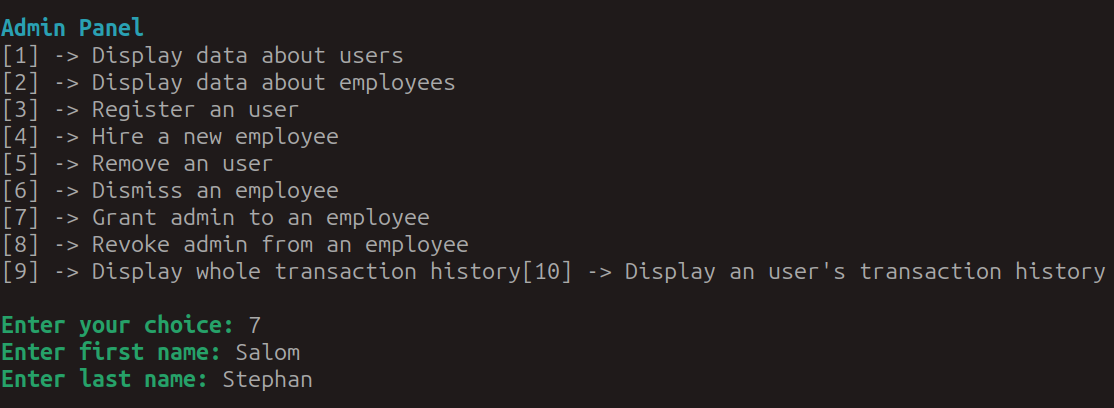 Admin Panel
[1] -> Display data about users
[2] -> Display data about employees
[3] -> Register an user
[4] -> Hire a new employee
[5] -> Remove an user
[6] -> Dismiss an employee
[7] -> Grant admin to an employee
[8] -> Revoke admin from an employee
[9] -> Display whole transaction history[10] -> Display an user's transaction history
Enter your choice: 7
Enter first name: Salom
Enter last name: Stephan